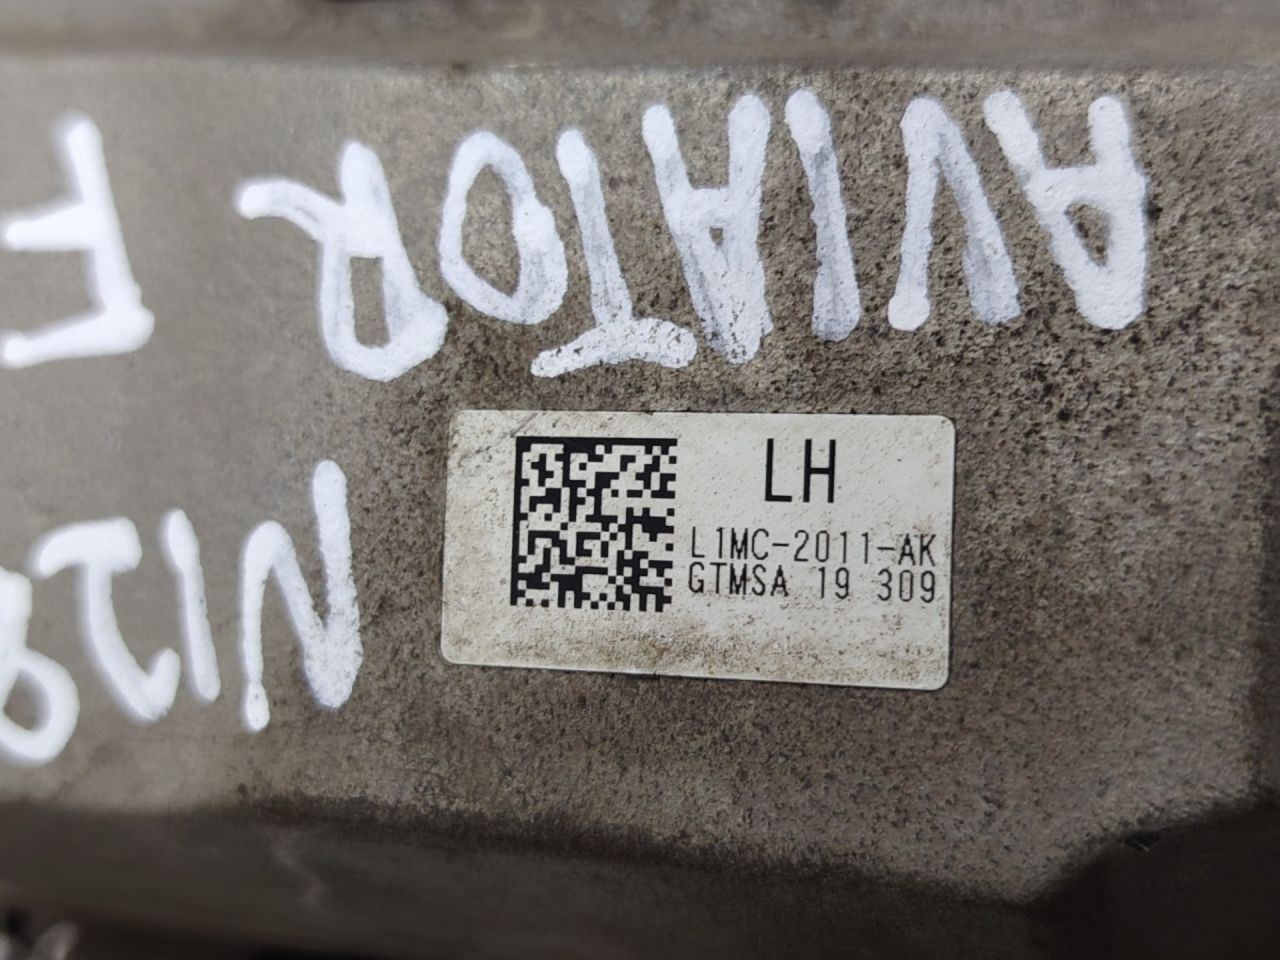 AVIATOR F
LH
L1MC-2011-AK
GTMSA 19 309